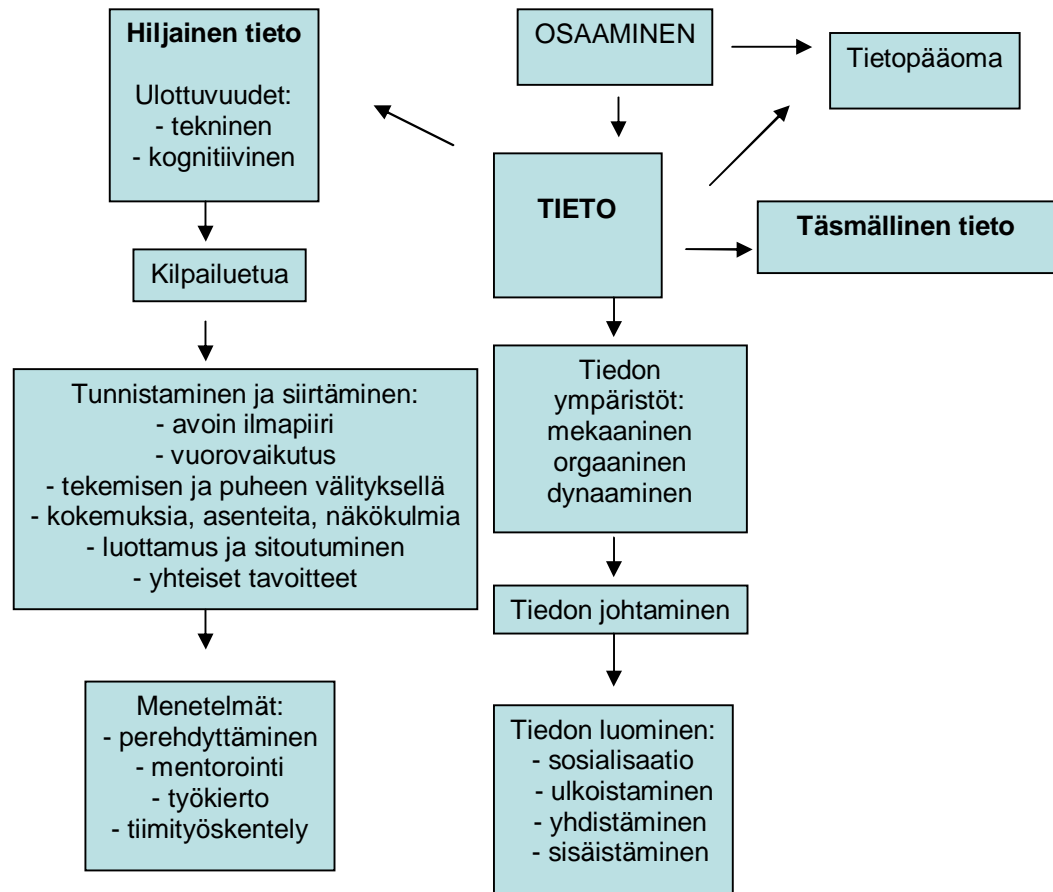 Hiljainen tieto
Ulottuvuudet:
- tekninen
- kognitiivinen
Kilpailuetua
Tunnistaminen ja siirtäminen:
- avoin ilmapiiri
- vuorovaikutus
- tekemisen ja puheen välityksellä
- kokemuksia, asenteita, näkökulmia
- luottamus ja sitoutuminen
- yhteiset tavoitteet
Menetelmät:
- perehdyttäminen
- mentorointi
- työkierto
- tiimityöskentely
OSAAMINEN
Tietopääoma
TIETO
Täsmällinen tieto
Tiedon
ympäristöt:
mekaaninen
orgaaninen
dynaaminen
Tiedon johtaminen
Tiedon luominen:
- sosialisaatio
- ulkoistaminen
- yhdistäminen
- sisäistäminen